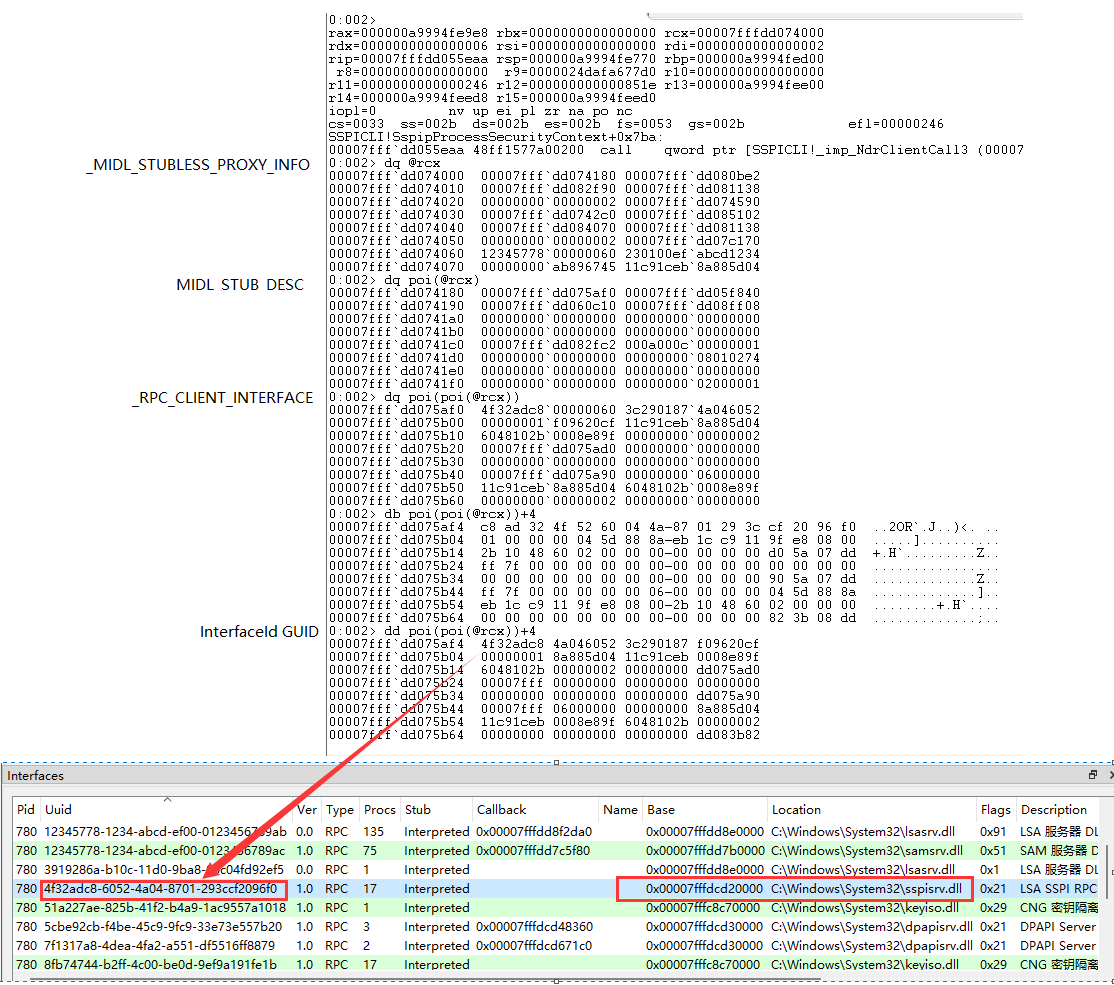 0:002>
rax=000000a9994fe9e8 rbx=0000000000000000 rcx=00007fffdd074000
rdx=0000000000000006 rsi=0000000000000000 rdi=0000000000000002
rip=00007fffdd055eaa rsp=000000a9994fe770 rbp=000000a9994fed00
r8=0000000000000000 r9=0000024dafa677d0 r10=0000000000000000
r11=0000000000000246 r12=000000000000851e r13=000000a9994fee00
r14=000000a9994feed8 r15=000000a9994feed0
iopl=0 nv up ei pl zr na po nc
cs=0033 ss=002b ds=002b es=002b fs=0053 gs=002b efl=00000246
SSPICLI!SspipProcessSecurityContext+0x7ba:
00007fff`dd055eaa 48ff1577a00200 call qword ptr [SSPICLI!_imp_NdrClientCall3 (00007
_MIDL_STUBLESS_PROXY_INFO
0:002> dq @rcx
00007fff`dd074000 00007fff`dd074180 00007fff`dd080be2
00007fff`dd074010 00007fff`dd082f90 00007fff`dd081138
00007fff`dd074020 00000000`00000002 00007fff`dd074590
00007fff`dd074030 00007fff`dd0742c0 00007fff`dd085102
00007fff`dd074040 00007fff`dd084070 00007fff`dd081138
00007fff`dd074050 00000000`00000002 00007fff`dd07c170
00007fff`dd074060 12345778`00000060 230100ef`abcd1234
00007fff`dd074070 00000000`ab896745 11c91ceb`8a885d04
MIDL STUB DESC
0:002> dq poi(@rcx)
00007fff`dd074180 00007fff`dd075af0 00007fff`dd05f840
00007fff`dd074190 00007fff`dd060c10 00007fff`dd08ff08
00007fff`dd0741a0 00000000`00000000 00000000`00000000
00007fff`dd0741b0 00000000`00000000 00000000`00000000
00007fff`dd0741c0 00007fff`dd082fc2 000a000c`00000001
00007fff`dd0741d0 00000000`00000000 00000000`08010274
00007fff`dd0741e0 00000000`00000000 00000000`00000000
00007fff`dd0741f0 00000000`00000000 00000000`02000001
_RPC_CLIENT_INTERFACE
0:002> dq poi(poi(@rcx))
00007fff`dd075af0 4f32adc8`00000060 3c290187`4a046052
00007fff`dd075b00 00000001`f09620cf 11c91ceb`8a885d04
00007fff`dd075b10 6048102b`0008e89f 00000000`00000002
00007fff`dd075b20 00007fff`dd075ad0 00000000`00000000
00007fff`dd075b30 00000000`00000000 00000000`00000000
00007fff`dd075b40 00007fff`dd075a90 00000000`06000000
00007fff`dd075b50 11c91ceb`8a885d04 6048102b`0008e89f
00007fff`dd075b60 00000000`00000002 00000000`00000000
0:002> db poi(poi(@rcx))+4
00007fff`dd075af4 c8 ad 32 4f 52 60 04 4a-87 01 29 3c cf 20 96 f0 ..2OR`.J..)<. ..
00007fff`dd075b04 01 00 00 00 04 5d 88 8a-eb 1c c9 11 9f e8 08 00 .....]..........
00007fff`dd075b14 2b 10 48 60 02 00 00 00-00 00 00 00 d0 5a 07 dd +.H`.........Z..
00007fff`dd075b24 ff 7f 00 00 00 00 00 00-00 00 00 00 00 00 00 00 ................
00007fff`dd075b34 00 00 00 00 00 00 00 00-00 00 00 00 90 5a 07 dd .............Z..
00007fff`dd075b44 ff 7f 00 00 00 00 00 06-00 00 00 00 04 5d 88 8a .............]..
00007fff`dd075b54 eb 1c c9 11 9f e8 08 00-2b 10 48 60 02 00 00 00 ........+.H`....
00007fff`dd075b64 00 00 00 00 00 00 00 00-00 00 00 00 82 3b 08 dd .............;..
InterfaceId GUID
0:002> dd poi(poi(@rcx))+4
00007fff`dd075af4 4f32adc8 4a046052 3c290187 f09620cf
00007fff`dd075b04 00000001 8a885d04 11c91ceb 0008e89f
00007fff`dd075b14 6048102b 00000002 00000000 dd075ad0
00007fff`dd075b24 00007fff 00000000 00000000 00000000
00007fff`dd075b34 00000000 00000000 00000000 dd075a90
00007fff`dd075b44 00007fff 06000000 00000000 8a885d04
00007fff`dd075b54 11c91ceb 0008e89f 6048102b 00000002
00007fff`dd075b64 00000000 00000000 00000000 dd083b82
Interfaces
Pid Uuid Ver Type Procs Stub Callback Name Base Location Flags Description
780 12345778-1234-abcd-ef00-0123456789ab 0.0 RPC 135 Interpreted 0x00007fffdd8f2da0 0x00007fffdd8e0000 C:\Windows\System32\lsasrv.dll 0x91 LSA 服务器 DL
780 12345778-1234-abcd-ef00-0123456789ac 1.0 RPC 75 Interpreted 0x00007fffdd7c5f80 0x00007fffdd7b0000 C:\Windows\System32\samsrv.dll 0x51 SAM 服务器 D
780 3919286a-b10c-11d0-9ba8-00c04fd92ef5 0.0 RPC 1 Interpreted 0x00007fffdd8e0000 C:\Windows\System32\lsasrv.dll 0x1 LSA 服务器 DL
780 4f32adc8-6052-4a04-8701-293ccf2096f0 1.0 RPC 17 Interpreted 0x00007fffdcd20000 C:\Windows\System32\sspisrv.dll 0x21 LSA SSPI RPC
780 51a227ae-825b-41f2-b4a9-1ac9557a1018 1.0 RPC 1 Interpreted 0x00007fffc8c70000 C:\Windows\System32\keyiso.dll 0x29 CNG 密钥隔离
780 5cbe92cb-f4be-45c9-9fc9-33e73e557b20 1.0 RPC 3 Interpreted 0x00007fffdcd48360 0x00007fffdcd30000 C:\Windows\System32\dpapisrv.dll 0x21 DPAPI Server
780 7f1317a8-4dea-4fa2-a551-df5516ff8879 1.0 RPC 2 Interpreted 0x00007fffdcd671c0 0x00007fffdcd30000 C:\Windows\System32\dpapisrv.dll 0x21 DPAPI Server
780 8fb74744-b2ff-4c00-be0d-9ef9a191fe1b 1.0 RPC 17 Interpreted 0x00007fffc8c70000 C:\Windows\System32\keyiso.dll 0x29 CNG 密钥隔离